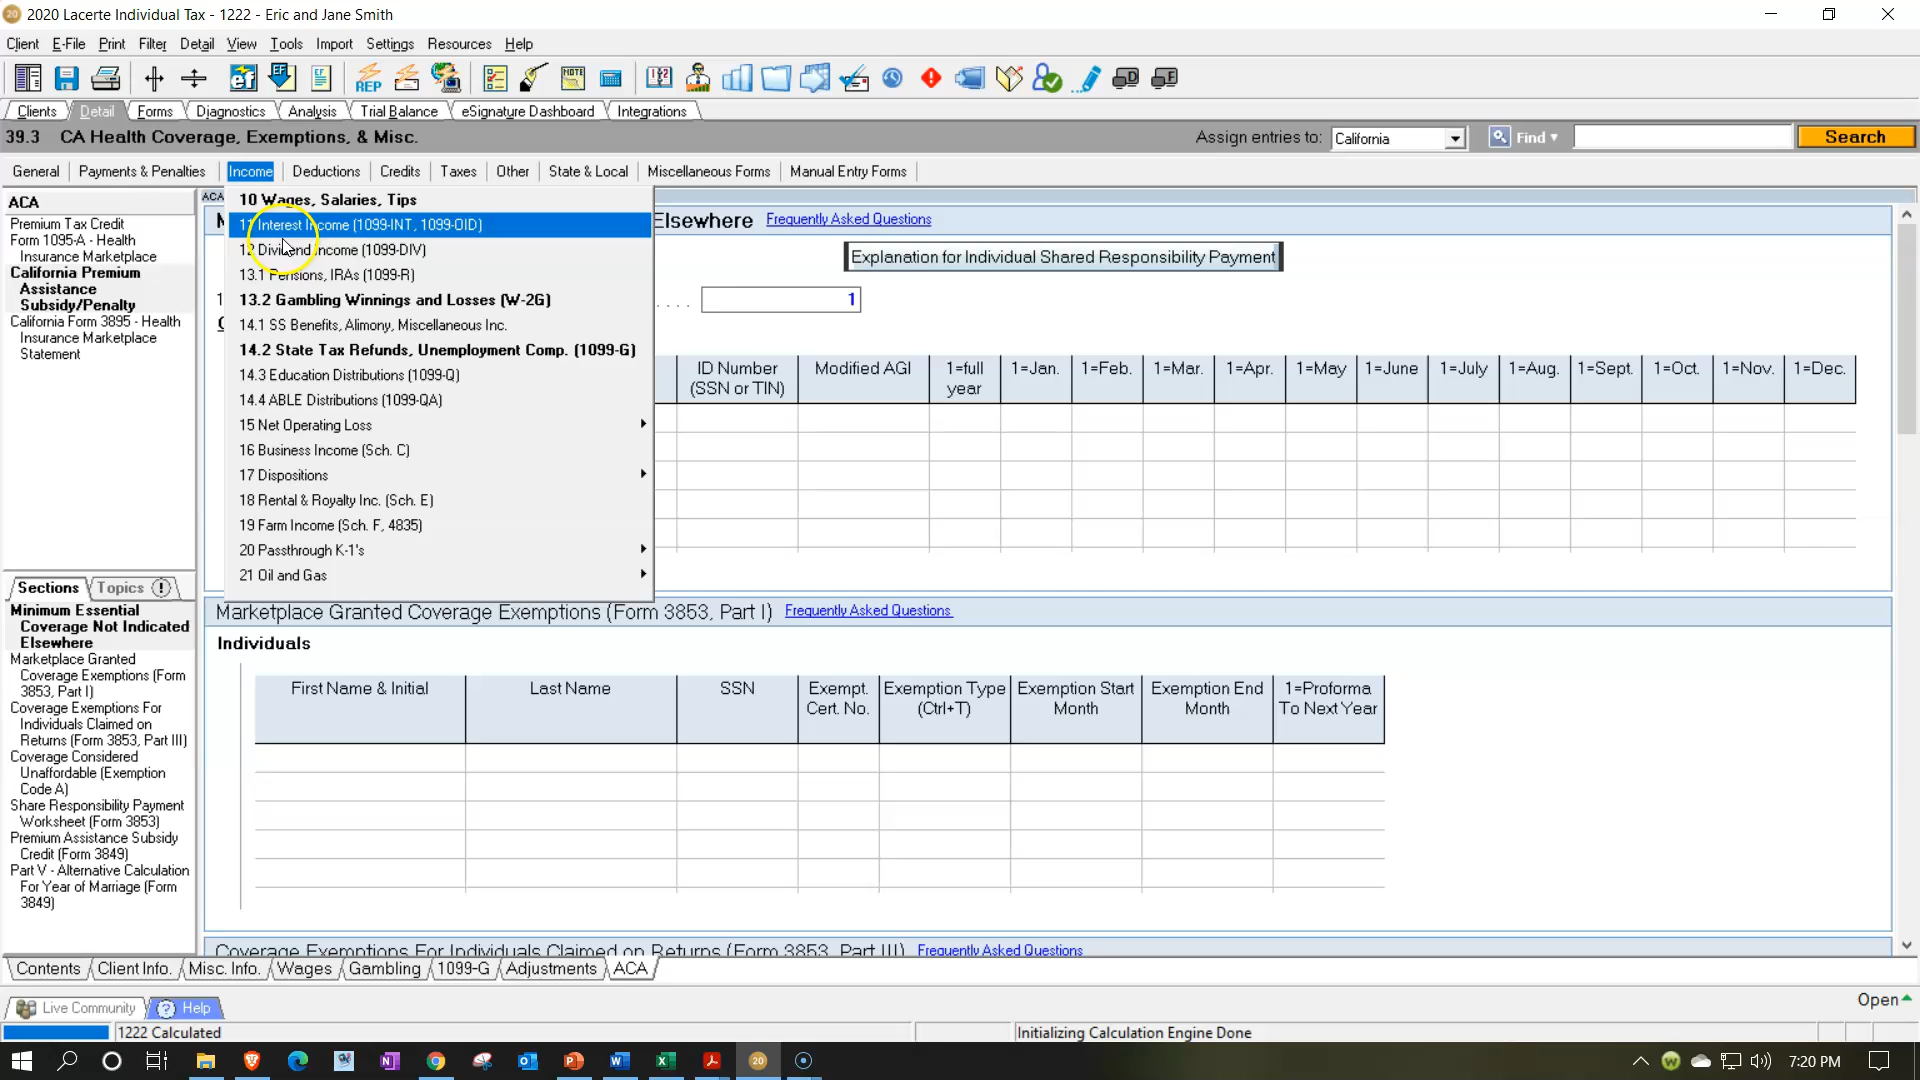 2020 Lacerte Individual Tax - 1222 - Eric and Jane Smith
Client E-File Print Filter Detail View Tools Import Settings Resources Help
Clients Detail Forms Diagnostics Analysis Trial Balance eSignature Dashboard Integrations
39.3 CA Health Coverage, Exemptions, & Misc.
Assign entries to: California Find Search
General Payments & Penalties Income Deductions Credits Taxes Other State & Local Miscellaneous Forms Manual Entry Forms
ACA
Premium Tax Credit
Form 1095-A - Health
Insurance Marketplace
California Premium
Assistance
Subsidy/Penalty
California Form 3895 - Health
Insurance Marketplace
Statement
10 Wages, Salaries, Tips
11 Interest Income (1099-INT, 1099-OID)
12 Dividend Income (1099-DIV)
13.1 Pensions, IRAs (1099-R)
13.2 Gambling Winnings and Losses (W-2G)
14.1 SS Benefits, Alimony, Miscellaneous Inc.
14.2 State Tax Refunds, Unemployment Comp. (1099-G)
14.3 Education Distributions (1099-Q)
14.4 ABLE Distributions (1099-QA)
15 Net Operating Loss
16 Business Income (Sch. C)
17 Dispositions
18 Rental & Royalty Inc. (Sch. E)
19 Farm Income (Sch. F, 4835)
20 Passthrough K-1's
21 Oil and Gas
Elsewhere Frequently Asked Questions
Explanation for Individual Shared Responsibility Payment
1
ID Number (SSN or TIN) Modified AGI 1=full year 1=Jan. 1=Feb. 1=Mar. 1=Apr. 1=May 1=June 1=July 1=Aug. 1=Sept. 1=Oct. 1=Nov. 1=Dec.
Sections Topics
Minimum Essential
Coverage Not Indicated
Elsewhere
Marketplace Granted
Coverage Exemptions (Form
3853, Part I)
Coverage Exemptions For
Individuals Claimed on
Returns (Form 3853, Part III)
Coverage Considered
Unaffordable (Exemption
Code A)
Share Responsibility Payment
Worksheet (Form 3853)
Premium Assistance Subsidy
Credit (Form 3849)
Part V - Alternative Calculation
For Year of Marriage (Form
3849)
Marketplace Granted Coverage Exemptions (Form 3853, Part I) Frequently Asked Questions
Individuals
First Name & Initial Last Name SSN Exempt. Cert. No. Exemption Type (Ctrl+T) Exemption Start Month Exemption End Month 1=Proforma To Next Year
Coverage Exemptions For Individuals Claimed on Returns (Form 3853, Part III) Frequently Asked Questions
Contents Client Info. Misc. Info. Wages Gambling 1099-G Adjustments ACA
Live Community Help
Open
1222 Calculated
Initializing Calculation Engine Done
7:20 PM